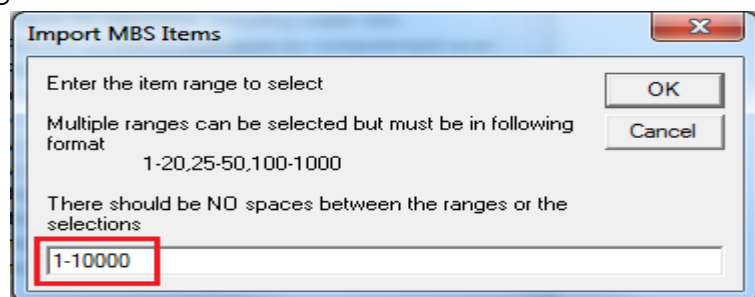 Import MBS Items
Enter the item range to select
OK
Multiple ranges can be selected but must be in following
format
Cancel
1-20,25-50,100-1000
There should be NO spaces between the ranges or the
selections
1-10000